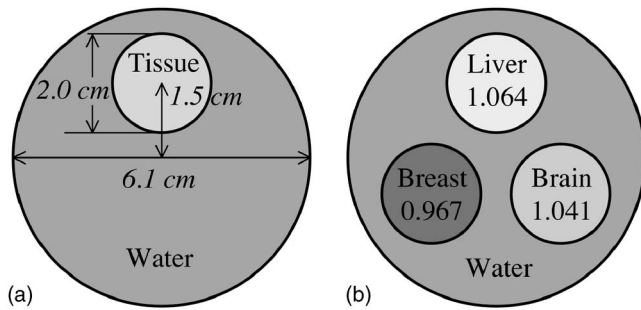 Tissue
2.0 cm
1.5 cm
6.1 cm
Water
(a)
Liver
1.064
Breast
0.967
Brain
1.041
Water
(b)